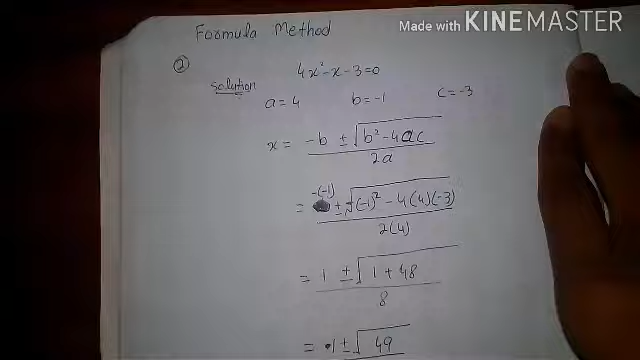 Made with KINEMASTER
Foomula Method
②
4x²-x-3=0
Solution
a = 4 b = -1 c = -3
x = -b ± √b² - 4ac
2a
= -(-1) ± √(-1)² - 4(4)(-3)
2(4)
= 1 ± √1 + 48
8
= 1 ± √49